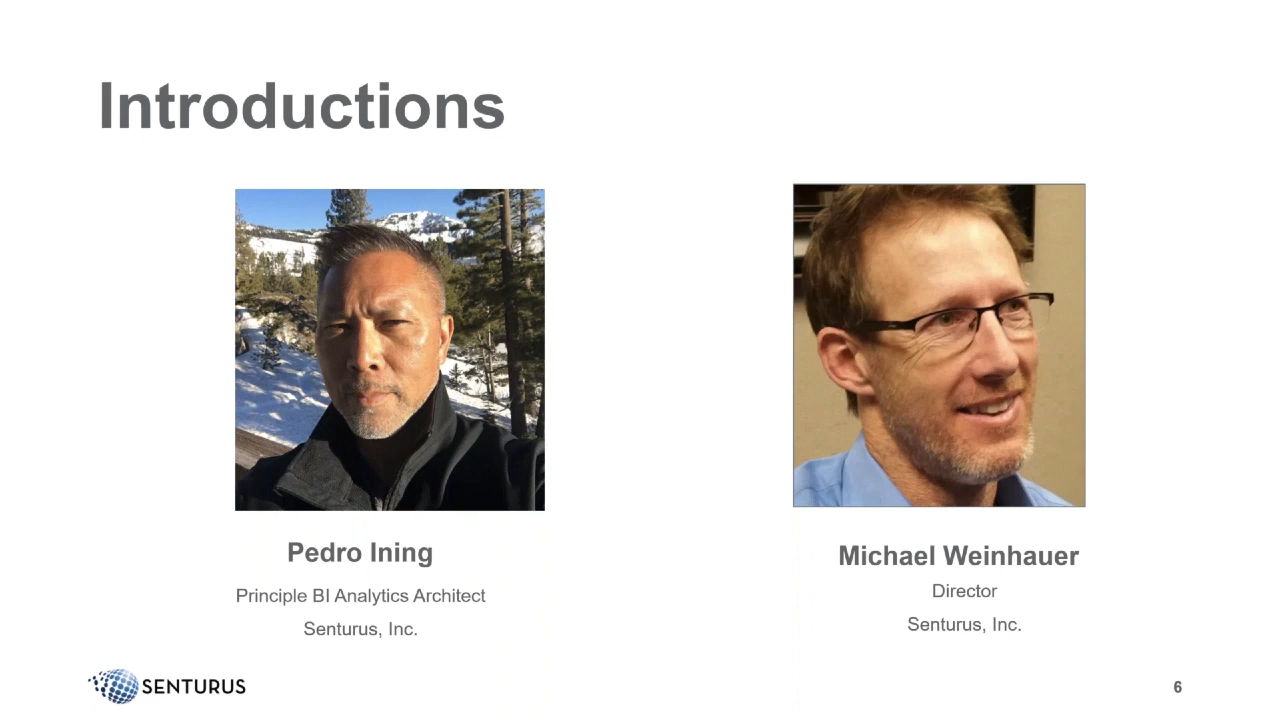 Introductions
Pedro Ining
Principle BI Analytics Architect
Senturus, Inc.
Michael Weinhauer
Director
Senturus, Inc.
SENTURUS
6